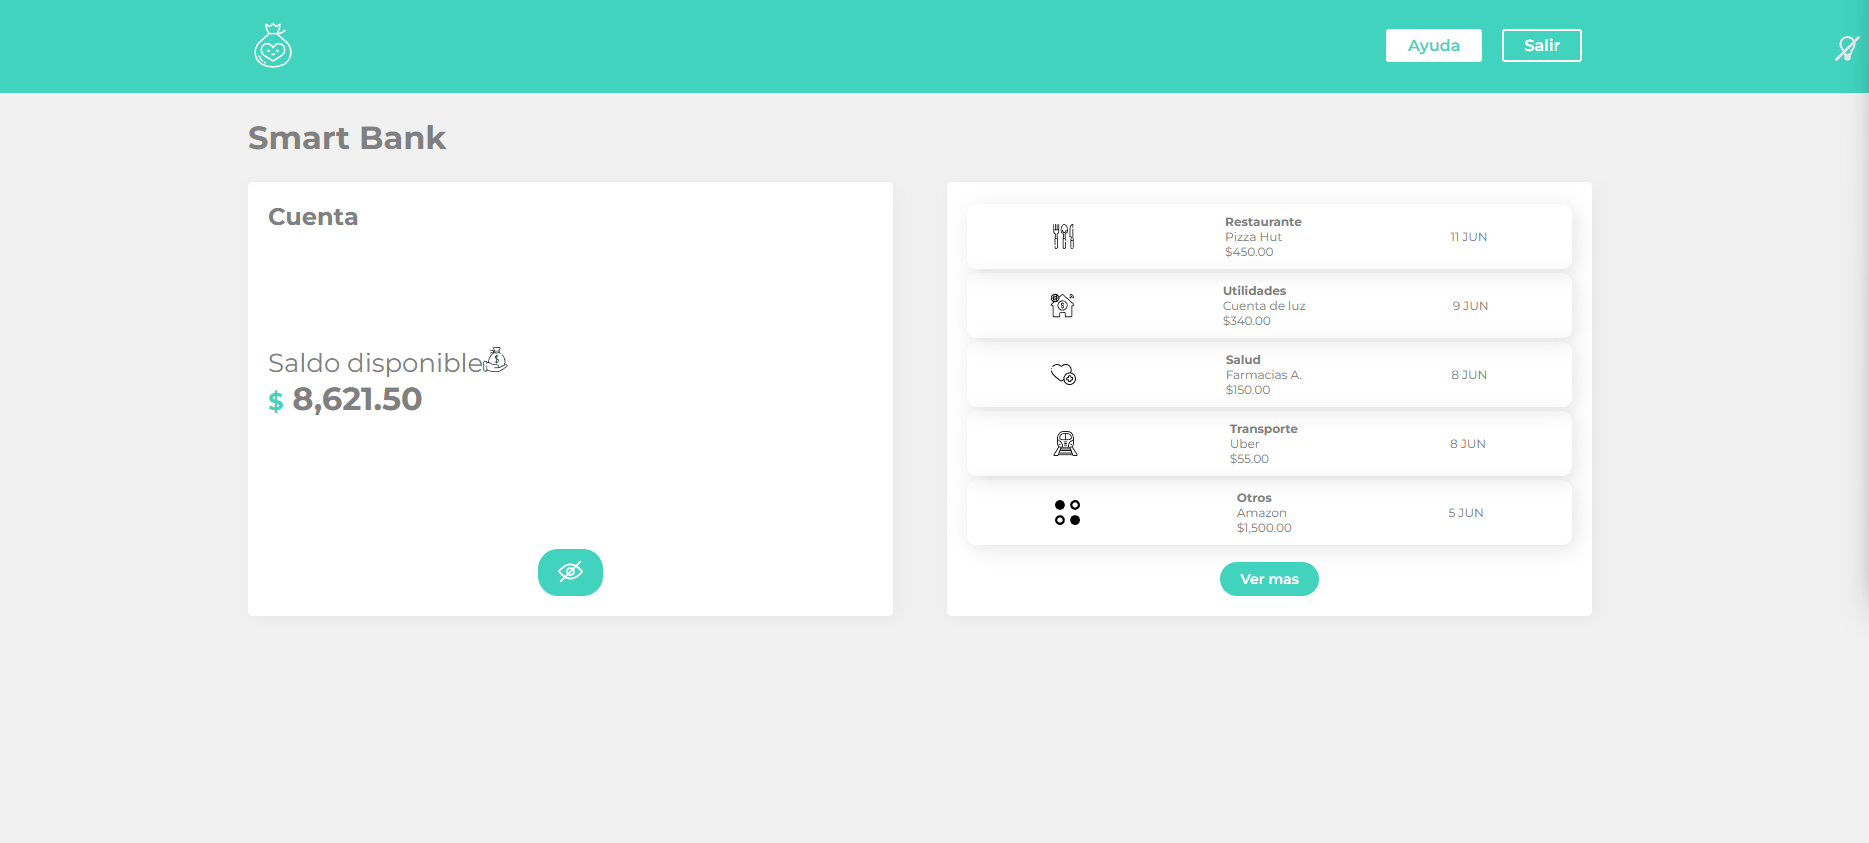 Ayuda
Salir
Smart Bank
Cuenta
Saldo disponible
$ 8,621.50
Restaurante
Pizza Hut
$450.00
11 JUN
Utilidades
Cuenta de luz
$340.00
9 JUN
Salud
Farmacias A.
$150.00
8 JUN
Transporte
Uber
$55.00
8 JUN
Otros
Amazon
$1,500.00
5 JUN
Ver mas